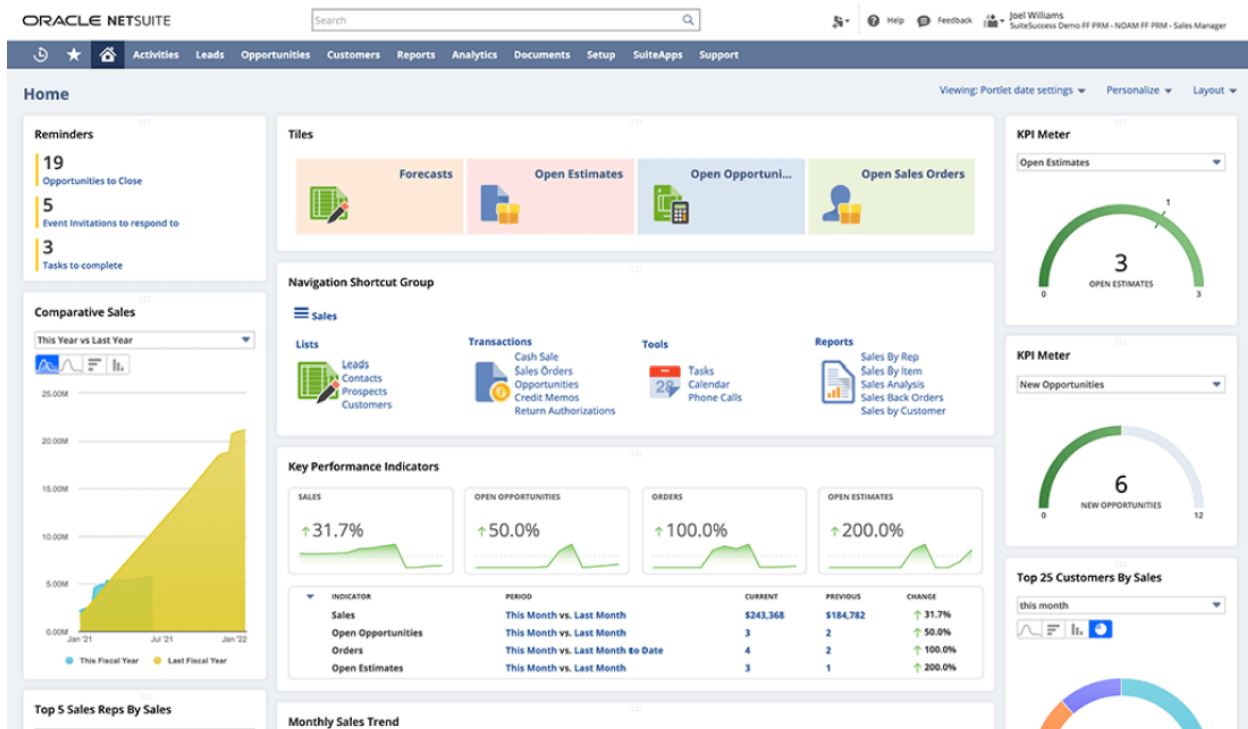 ORACLE NETSUITE
Search
Help
Feedback
Joel Williams
SuiteSuccess Demo FF PRM - NOAM FF PRM - Sales Manager
Activities Leads Opportunities Customers Reports Analytics Documents Setup SuiteApps Support
Home
Viewing: Portlet date settings
Personalize
Layout
Reminders
19
Opportunities to Close
5
Event Invitations to respond to
3
Tasks to complete
Comparative Sales
This Year vs Last Year
25.00M
20.00M
15.00M
10.00M
5.00M
0.00M
Jan '21 Jul '21 Jan '22
This Fiscal Year Last Fiscal Year
Top 5 Sales Reps By Sales
Tiles
Forecasts
Open Estimates
Open Opportuni...
Open Sales Orders
Navigation Shortcut Group
Sales
Lists
Leads
Contacts
Prospects
Customers
Transactions
Cash Sale
Sales Orders
Opportunities
Credit Memos
Return Authorizations
Tools
28
Tasks
Calendar
Phone Calls
Reports
Sales By Rep
Sales By Item
Sales Analysis
Sales Back Orders
Sales by Customer
Key Performance Indicators
SALES
31.7%
OPEN OPPORTUNITIES
50.0%
ORDERS
100.0%
OPEN ESTIMATES
200.0%
INDICATOR PERIOD CURRENT PREVIOUS CHANGE
Sales This Month vs. Last Month $243,368 $184,782 31.7%
Open Opportunities This Month vs. Last Month 3 2 50.0%
Orders This Month vs. Last Month to Date 4 2 100.0%
Open Estimates This Month vs. Last Month 3 1 200.0%
Monthly Sales Trend
KPI Meter
Open Estimates
1
3
OPEN ESTIMATES
0 3
KPI Meter
New Opportunities
6
NEW OPPORTUNITIES
0 12
Top 25 Customers By Sales
this month